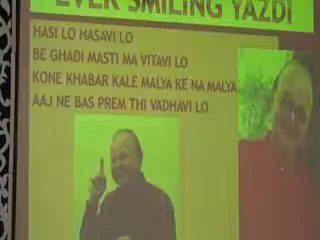 EVER SMILING YAZDI
HASI LO HASAVI LO
BE GHADI MASTI MA VITAVI LO
KONE KHABAR KALE MALYA KE NA MALYA
AAJ NE BAS PREM THI VADHAVI LO